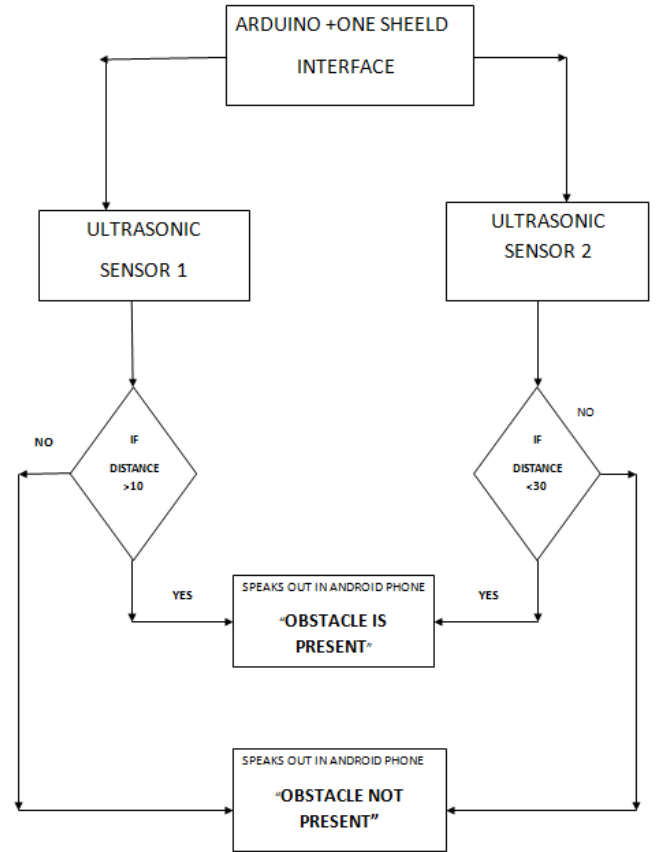 ARDUINO +ONE SHEELD
INTERFACE
ULTRASONIC
SENSOR 1
ULTRASONIC
SENSOR 2
NO
IF
DISTANCE
>10
NO
IF
DISTANCE
<30
YES
SPEAKS OUT IN ANDROID PHONE
“OBSTACLE IS
PRESENT”
YES
SPEAKS OUT IN ANDROID PHONE
“OBSTACLE NOT
PRESENT”